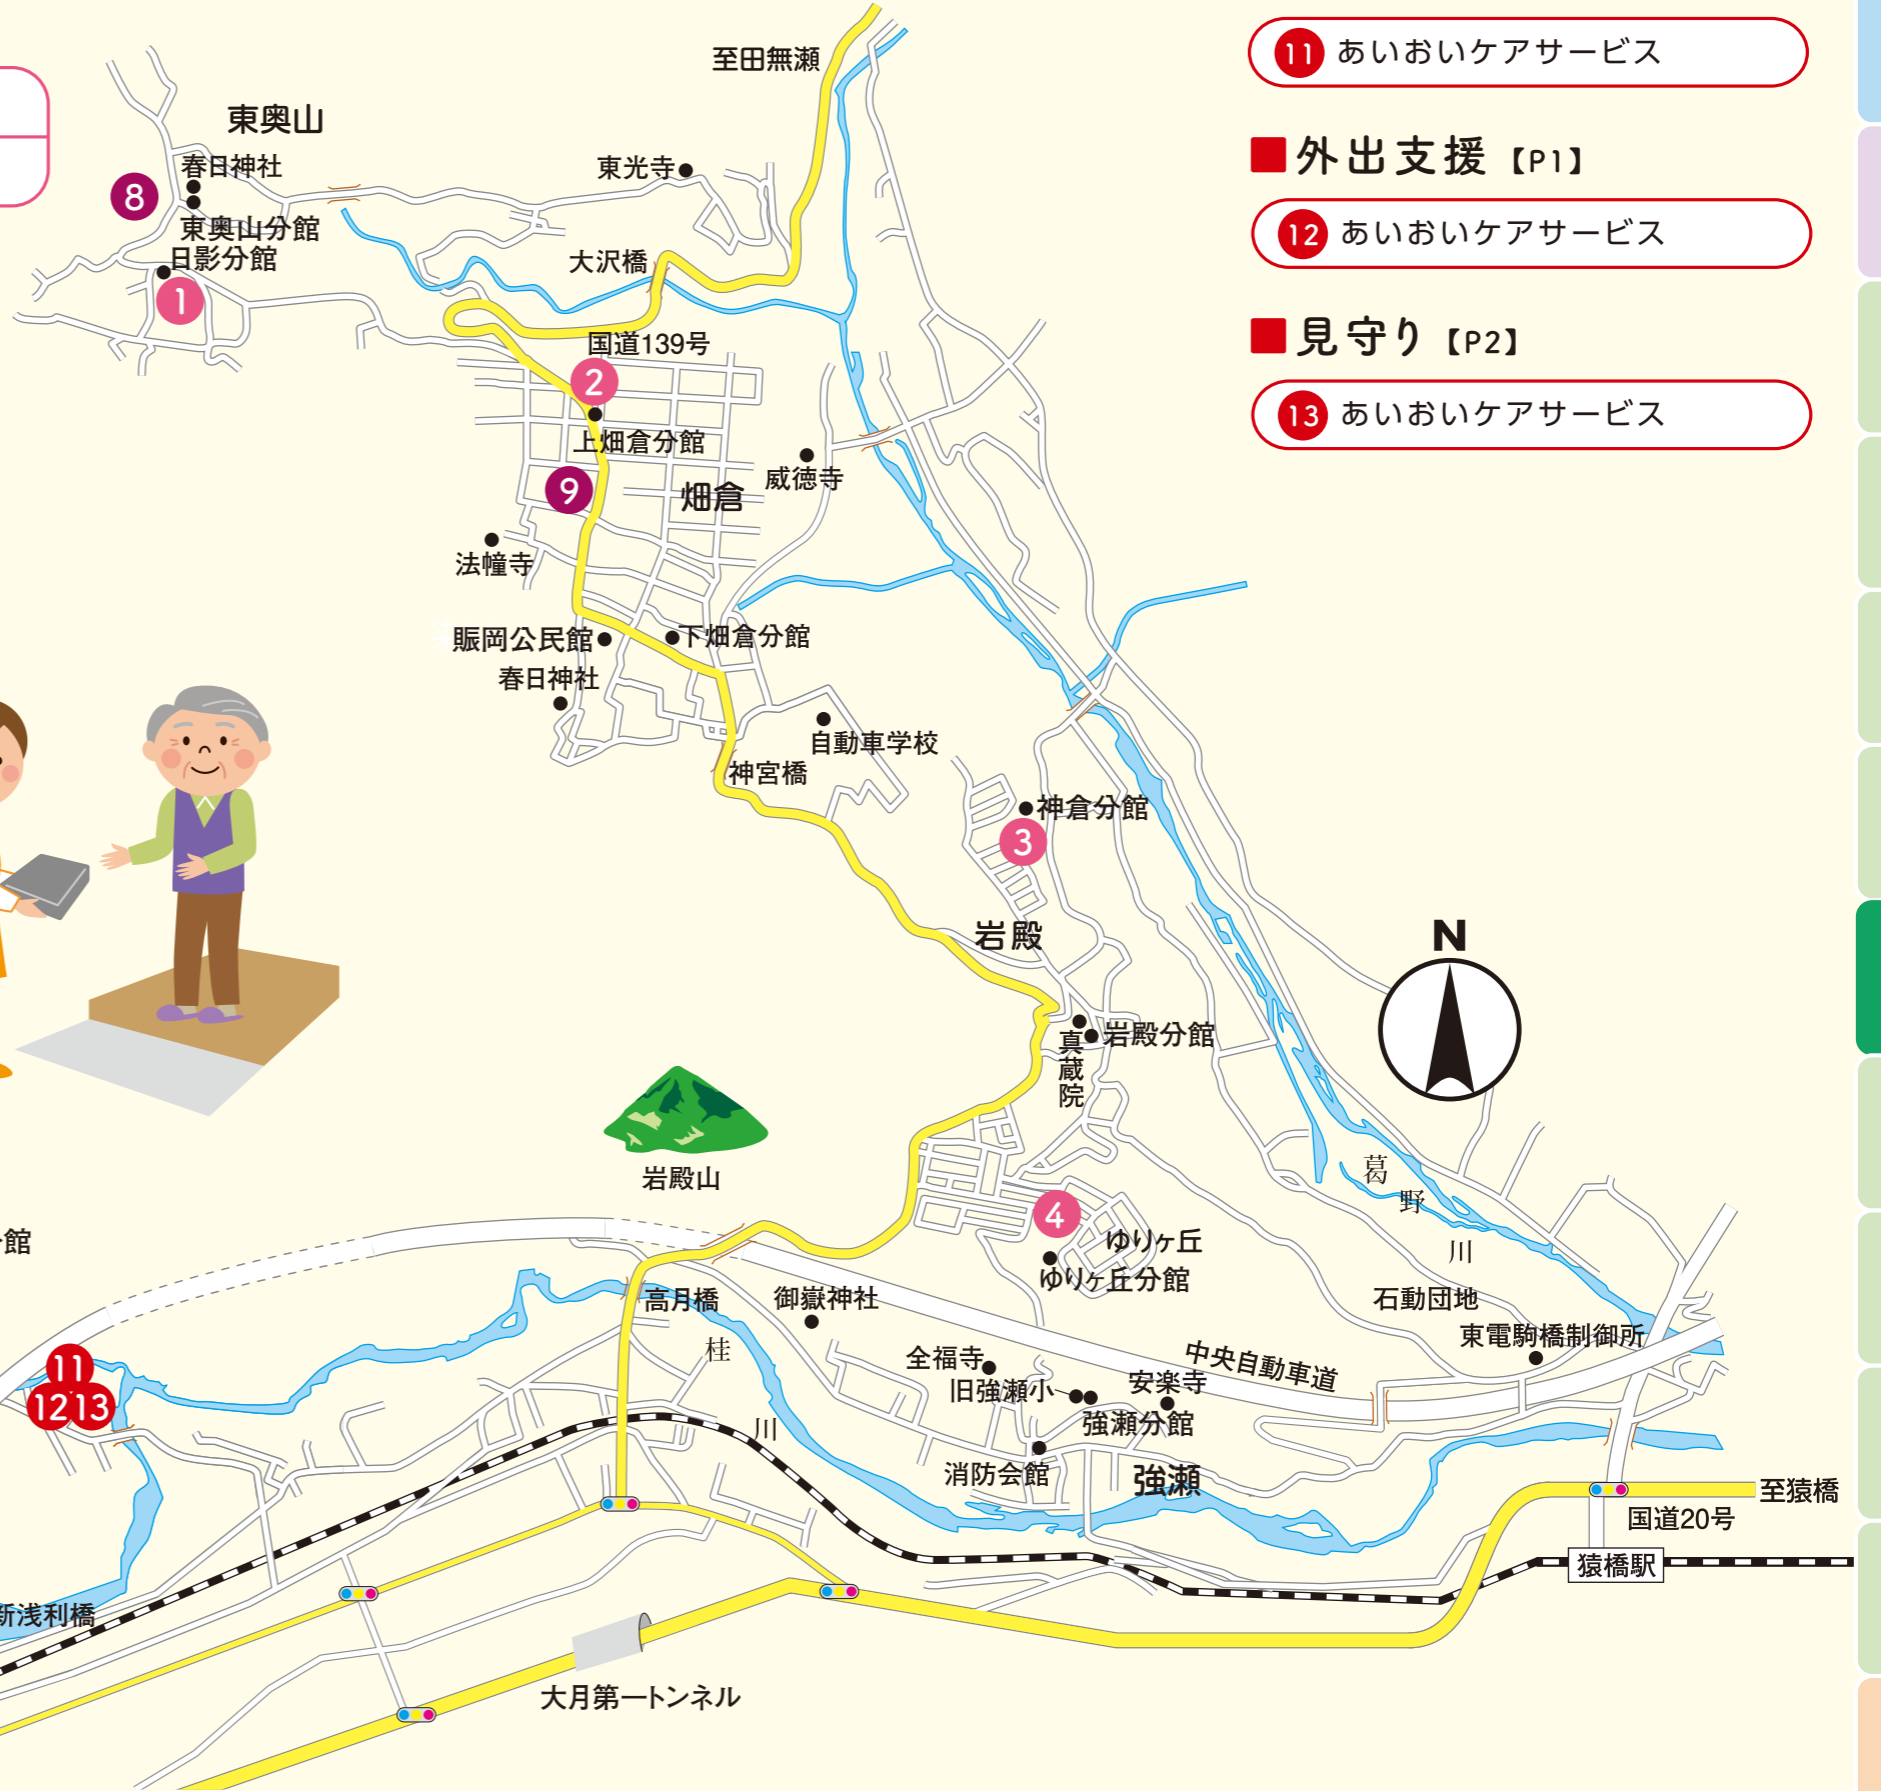 至田無瀬
11 あいおいケアサービス
東奥山
■外出支援【P1】
春日神社
東光寺
8
12 あいおいケアサービス
東奥山分館
日影分館
大沢橋
1
■見守り【P2】
国道139号
2
13 あいおいケアサービス
上畑倉分館
威徳寺
9
畑倉
法幢寺
賑岡公民館
下畑倉分館
春日神社
自動車学校
神宮橋
神倉分館
3
岩殿
N
岩殿分館
真蔵院
岩殿山
葛野川
4
ゆりヶ丘
館
ゆりヶ丘分館
高月橋
御嶽神社
石動団地
東電駒橋制御所
桂川
全福寺
中央自動車道
11
旧強瀬小
安楽寺
12
13
強瀬分館
消防会館
強瀬
至猿橋
国道20号
猿橋駅
新浅利橋
大月第一トンネル